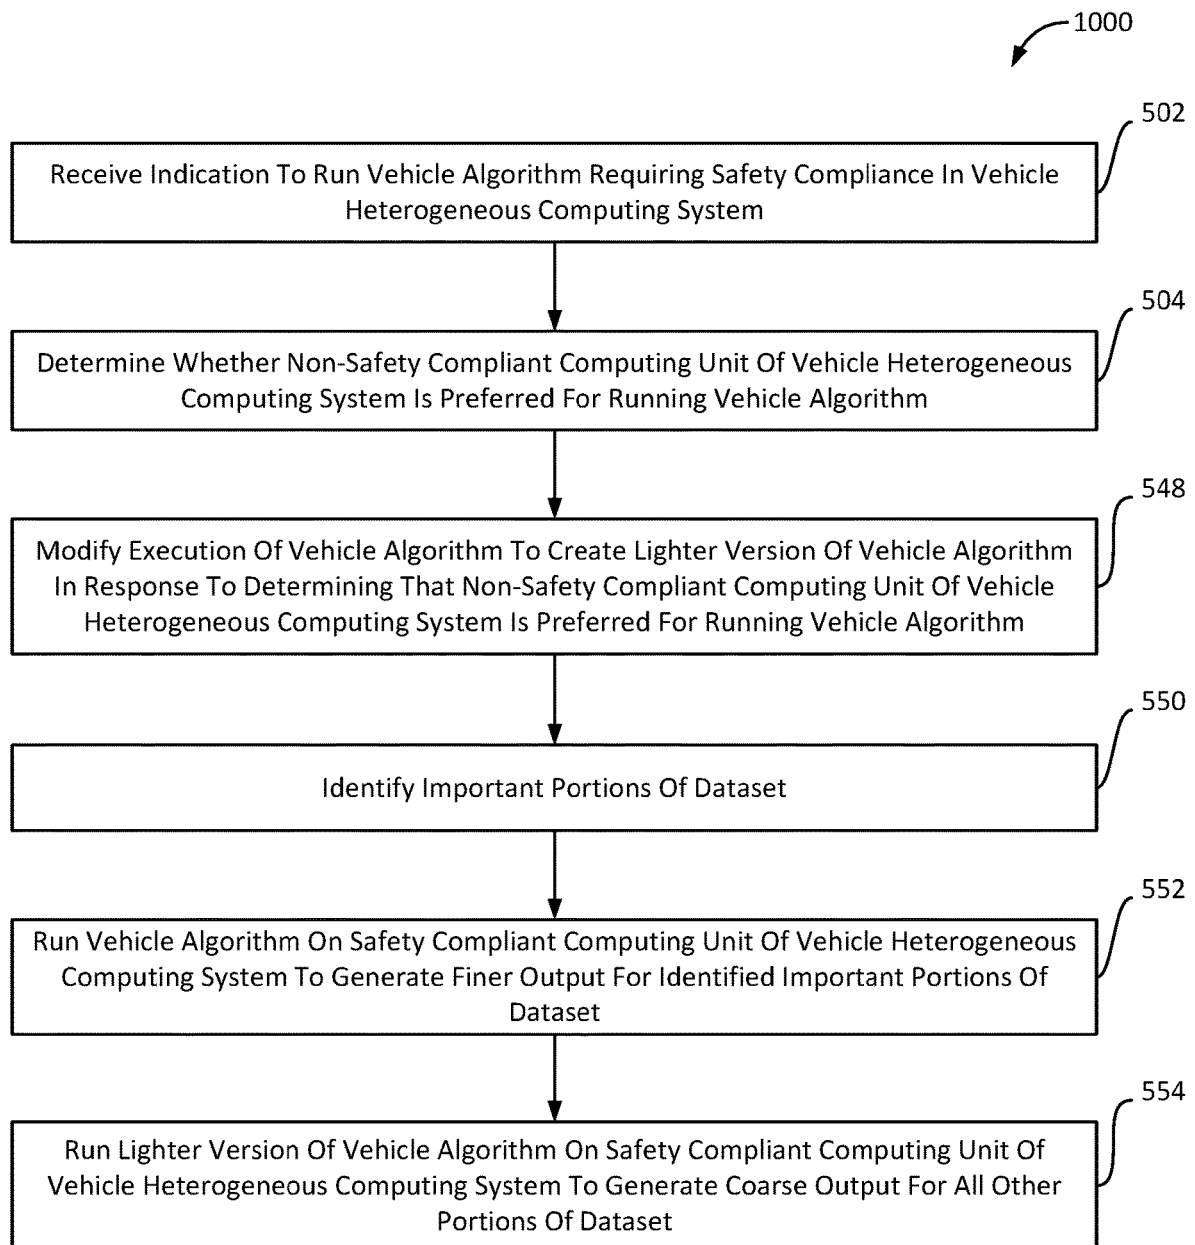 1000
502
Receive Indication To Run Vehicle Algorithm Requiring Safety Compliance In Vehicle
Heterogeneous Computing System
504
Determine Whether Non-Safety Compliant Computing Unit Of Vehicle Heterogeneous
Computing System Is Preferred For Running Vehicle Algorithm
548
Modify Execution Of Vehicle Algorithm To Create Lighter Version Of Vehicle Algorithm
In Response To Determining That Non-Safety Compliant Computing Unit Of Vehicle
Heterogeneous Computing System Is Preferred For Running Vehicle Algorithm
550
Identify Important Portions Of Dataset
552
Run Vehicle Algorithm On Safety Compliant Computing Unit Of Vehicle Heterogeneous
Computing System To Generate Finer Output For Identified Important Portions Of
Dataset
554
Run Lighter Version Of Vehicle Algorithm On Safety Compliant Computing Unit Of
Vehicle Heterogeneous Computing System To Generate Coarse Output For All Other
Portions Of Dataset